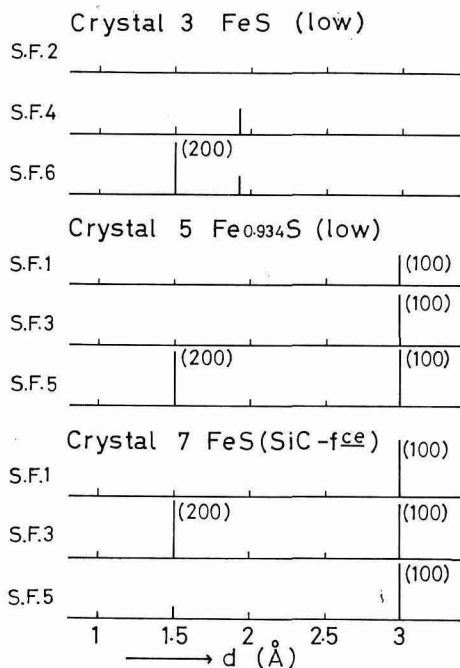 Crystal 3 FeS (low)
S.F.2
S.F.4
(200)
S.F.6
Crystal 5 Fe0.934S (low)
S.F.1
(100)
S.F.3
(100)
S.F.5
(200)
(100)
Crystal 7 FeS(SiC-fce)
S.F.1
(100)
S.F.3
(200)
(100)
S.F.5
(100)
1 1.5 2 2.5 3
d (Å)